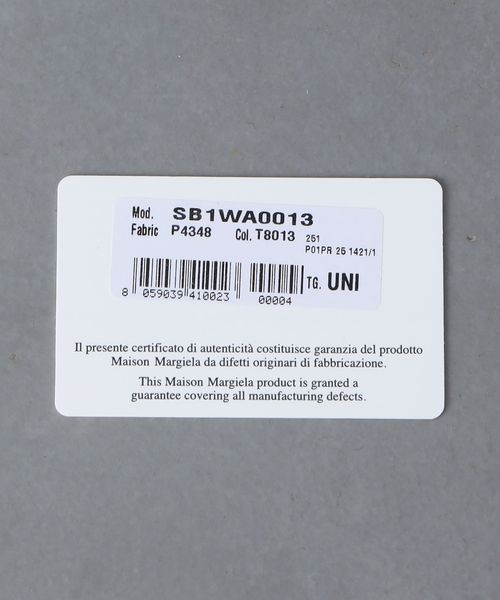 Mod. SB1WA0013
Fabric P4348 Col. T8013 251
P01PR 25 1421/1
8 059039 410023 00004 TG. UNI
Il presente certificato di autenticità costituisce garanzia del prodotto
Maison Margiela da difetti originari di fabbricazione.
This Maison Margiela product is granted a
guarantee covering all manufacturing defects.